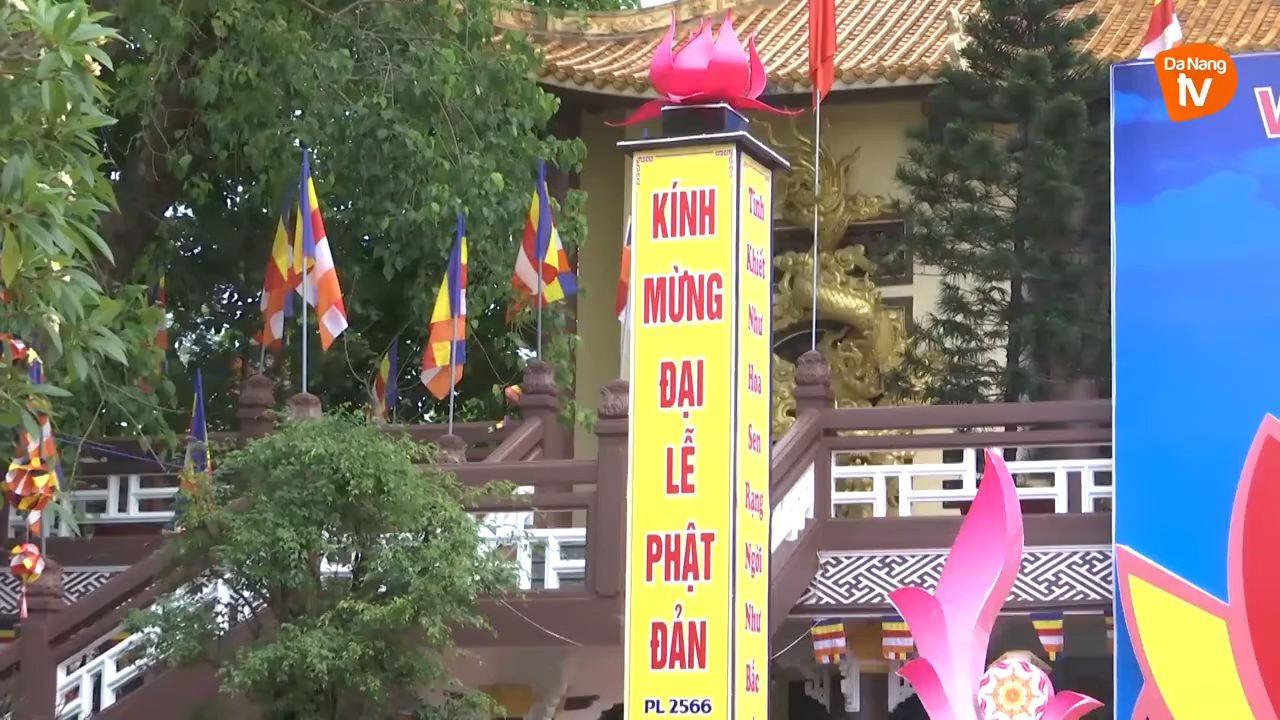 KÍNH
MỪNG
ĐẠI
LỄ
PHẬT
ĐẢN
PL 2566
Tinh
Khiết
Như
Hoa
Sen
Rạng
Ngời
Như
Bắc
Da Nang
tv